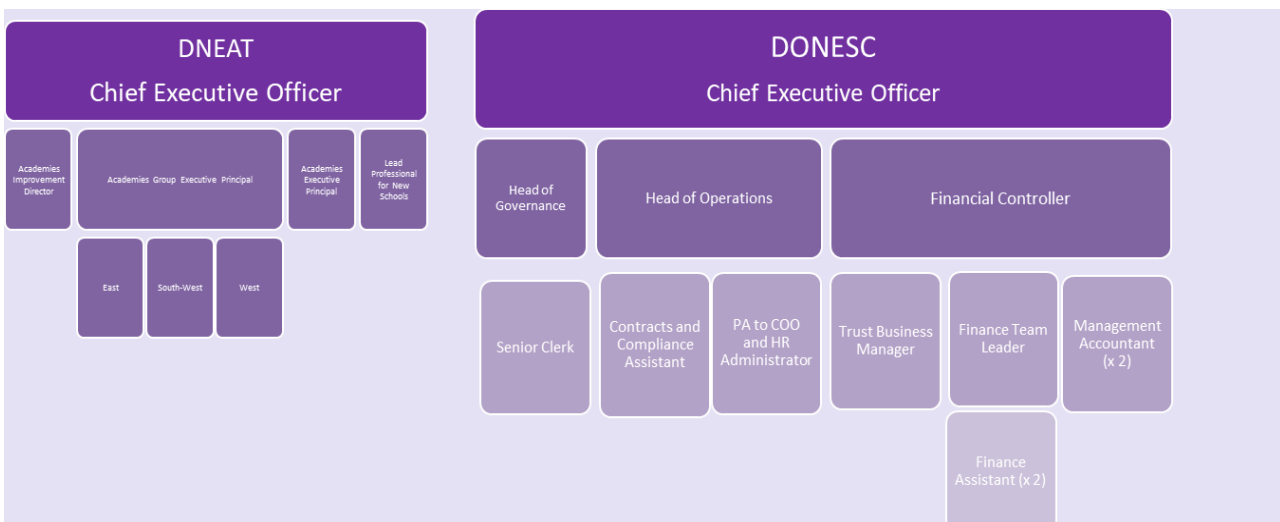 DNEAT
Chief Executive Officer
Academies
Improvement
Director
Academies Group Executive Principal
Academies
Executive
Principal
Lead
Professional
for New
Schools
East
South-West
West
DONESC
Chief Executive Officer
Head of
Governance
Head of Operations
Financial Controller
Senior Clerk
Contracts and
Compliance
Assistant
PA to COO
and HR
Administrator
Trust Business
Manager
Finance Team
Leader
Management
Accountant
(x 2)
Finance
Assistant (x 2)